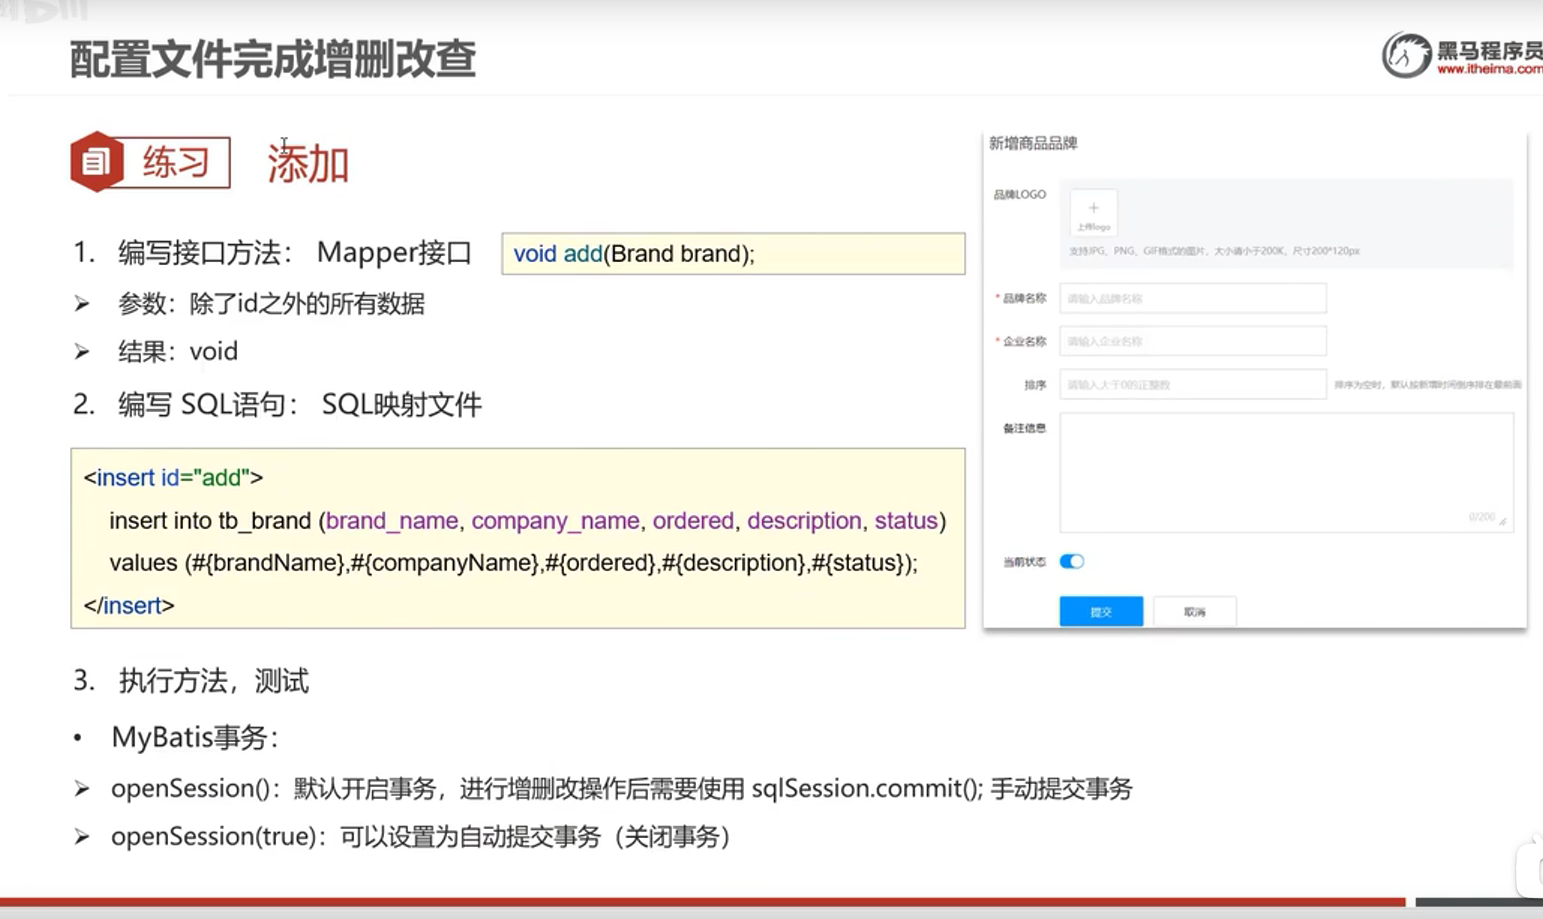 配置文件完成增删改查
黑马程序员
www.itheima.com
练习
添加
1. 编写接口方法： Mapper接口
void add(Brand brand);
➢ 参数：除了id之外的所有数据
➢ 结果：void
2. 编写 SQL语句： SQL映射文件
<insert id="add">
insert into tb_brand (brand_name, company_name, ordered, description, status)
values (#{brandName},#{companyName},#{ordered},#{description},#{status});
</insert>
3. 执行方法，测试
• MyBatis事务：
➢ openSession()：默认开启事务，进行增删改操作后需要使用 sqlSession.commit(); 手动提交事务
➢ openSession(true)：可以设置为自动提交事务（关闭事务）
新增商品品牌
品牌LOGO
+
上传logo
支持JPG、PNG、GIF格式的图片，大小请小于200K，尺寸200*120px
* 品牌名称 请输入品牌名称
* 企业名称 请输入企业名称
排序 请输入大于0的正整数 排序为空时，默认按新增时间倒序排在最前面
备注信息
0/200
当前状态
提交 取消